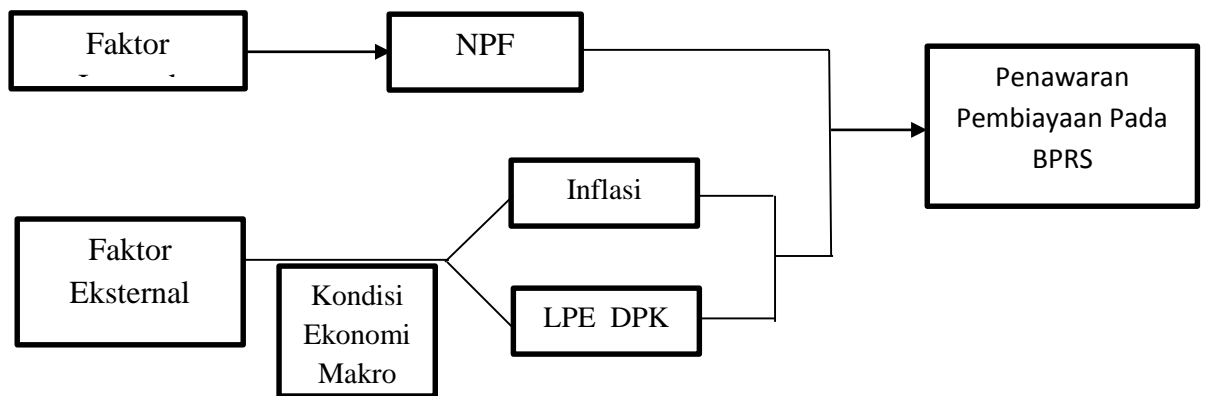 Faktor
NPF
Penawaran
Pembiayaan Pada
BPRS
Inflasi
Faktor
Eksternal
Kondisi
Ekonomi
Makro
LPE DPK